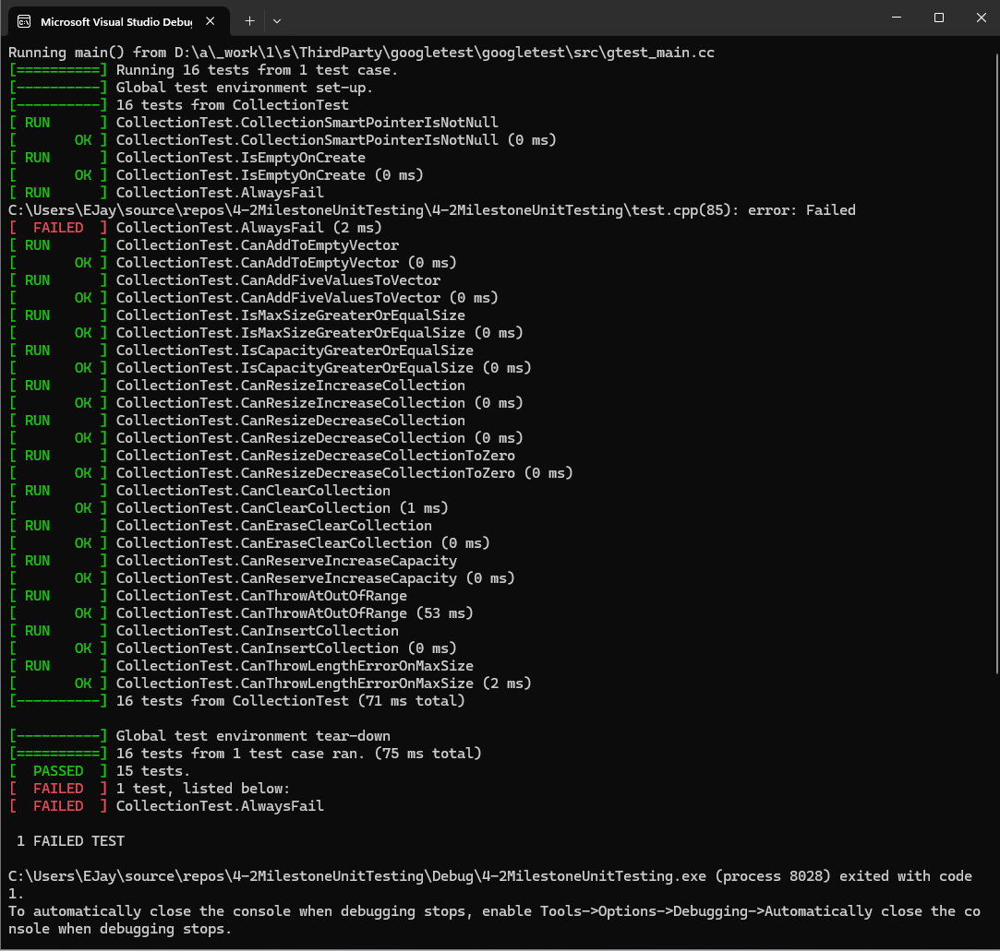 Microsoft Visual Studio Debug
Running main() from D:\a\_work\1\s\ThirdParty\googletest\googletest\src\gtest_main.cc
[==========] Running 16 tests from 1 test case.
[----------] Global test environment set-up.
[----------] 16 tests from CollectionTest
[ RUN      ] CollectionTest.CollectionSmartPointerIsNotNull
[       OK ] CollectionTest.CollectionSmartPointerIsNotNull (0 ms)
[ RUN      ] CollectionTest.IsEmptyOnCreate
[       OK ] CollectionTest.IsEmptyOnCreate (0 ms)
[ RUN      ] CollectionTest.AlwaysFail
C:\Users\EJay\source\repos\4-2MilestoneUnitTesting\4-2MilestoneUnitTesting\test.cpp(85): error: Failed
[  FAILED  ] CollectionTest.AlwaysFail (2 ms)
[ RUN      ] CollectionTest.CanAddToEmptyVector
[       OK ] CollectionTest.CanAddToEmptyVector (0 ms)
[ RUN      ] CollectionTest.CanAddFiveValuesToVector
[       OK ] CollectionTest.CanAddFiveValuesToVector (0 ms)
[ RUN      ] CollectionTest.IsMaxSizeGreaterOrEqualSize
[       OK ] CollectionTest.IsMaxSizeGreaterOrEqualSize (0 ms)
[ RUN      ] CollectionTest.IsCapacityGreaterOrEqualSize
[       OK ] CollectionTest.IsCapacityGreaterOrEqualSize (0 ms)
[ RUN      ] CollectionTest.CanResizeIncreaseCollection
[       OK ] CollectionTest.CanResizeIncreaseCollection (0 ms)
[ RUN      ] CollectionTest.CanResizeDecreaseCollection
[       OK ] CollectionTest.CanResizeDecreaseCollection (0 ms)
[ RUN      ] CollectionTest.CanResizeDecreaseCollectionToZero
[       OK ] CollectionTest.CanResizeDecreaseCollectionToZero (0 ms)
[ RUN      ] CollectionTest.CanClearCollection
[       OK ] CollectionTest.CanClearCollection (1 ms)
[ RUN      ] CollectionTest.CanEraseClearCollection
[       OK ] CollectionTest.CanEraseClearCollection (0 ms)
[ RUN      ] CollectionTest.CanReserveIncreaseCapacity
[       OK ] CollectionTest.CanReserveIncreaseCapacity (0 ms)
[ RUN      ] CollectionTest.CanThrowAtOutOfRange
[       OK ] CollectionTest.CanThrowAtOutOfRange (53 ms)
[ RUN      ] CollectionTest.CanInsertCollection
[       OK ] CollectionTest.CanInsertCollection (0 ms)
[ RUN      ] CollectionTest.CanThrowLengthErrorOnMaxSize
[       OK ] CollectionTest.CanThrowLengthErrorOnMaxSize (2 ms)
[----------] 16 tests from CollectionTest (71 ms total)
[----------] Global test environment tear-down
[==========] 16 tests from 1 test case ran. (75 ms total)
[  PASSED  ] 15 tests.
[  FAILED  ] 1 test, listed below:
[  FAILED  ] CollectionTest.AlwaysFail
1 FAILED TEST
C:\Users\EJay\source\repos\4-2MilestoneUnitTesting\Debug\4-2MilestoneUnitTesting.exe (process 8028) exited with code
1.
To automatically close the console when debugging stops, enable Tools->Options->Debugging->Automatically close the co
nsole when debugging stops.